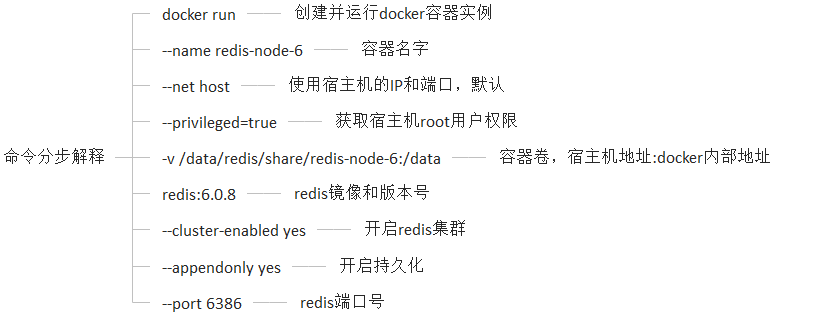 docker run 创建并运行docker容器实例
--name redis-node-6 容器名字
--net host 使用宿主机的IP和端口，默认
--privileged=true 获取宿主机root用户权限
命令分步解释 -v /data/redis/share/redis-node-6:/data 容器卷，宿主机地址:docker内部地址
redis:6.0.8 redis镜像和版本号
--cluster-enabled yes 开启redis集群
--appendonly yes 开启持久化
--port 6386 redis端口号